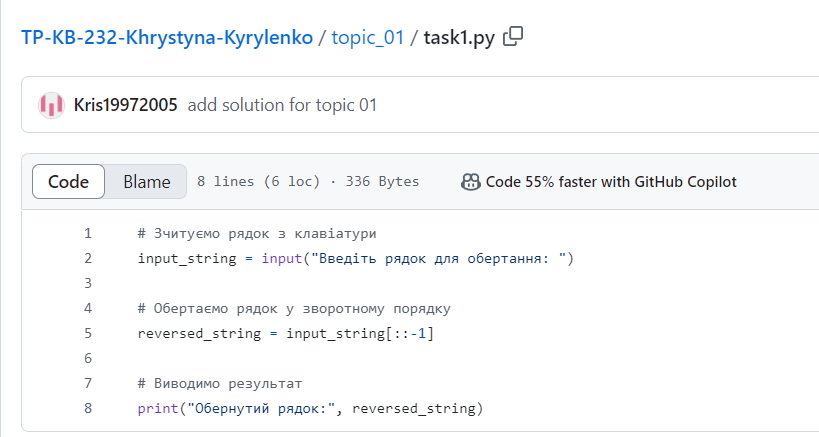 TP-KB-232-Khrystyna-Kyrylenko / topic_01 / task1.py
Kris19972005 add solution for topic 01
Code Blame 8 lines (6 loc) · 336 Bytes Code 55% faster with GitHub Copilot
1 # Зчитуємо рядок з клавіатури
2 input_string = input("Введіть рядок для обертання: ")
3
4 # Обертаємо рядок у зворотному порядку
5 reversed_string = input_string[::-1]
6
7 # Виводимо результат
8 print("Обернутий рядок:", reversed_string)